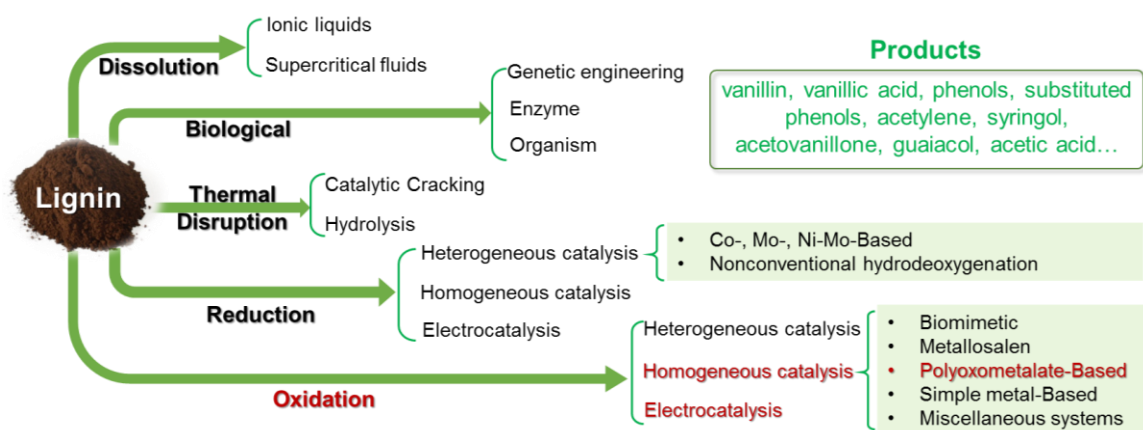 Lignin
Dissolution
Ionic liquids
Supercritical fluids
Biological
Genetic engineering
Enzyme
Organism
Thermal
Disruption
Catalytic Cracking
Hydrolysis
Reduction
Heterogeneous catalysis
• Co-, Mo-, Ni-Mo-Based
• Nonconventional hydrodeoxygenation
Homogeneous catalysis
Electrocatalysis
Oxidation
Heterogeneous catalysis
Homogeneous catalysis
• Biomimetic
• Metallosalen
• Polyoxometalate-Based
• Simple metal-Based
• Miscellaneous systems
Electrocatalysis
Products
vanillin, vanillic acid, phenols, substituted
phenols, acetylene, syringol,
acetovanillone, guaiacol, acetic acid…